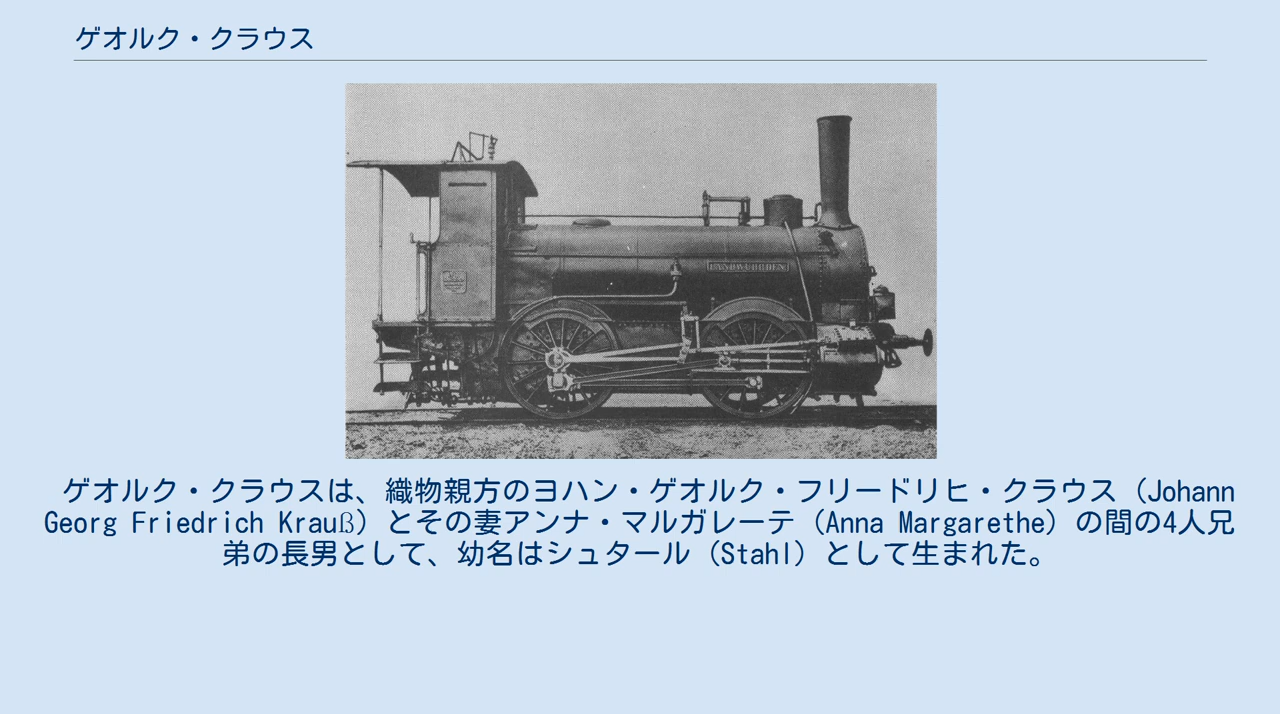 ゲオルク・クラウス
LANDWÜHRDEN
ゲオルク・クラウスは、織物親方のヨハン・ゲオルク・フリードリヒ・クラウス（Johann
Georg Friedrich Krauß）とその妻アンナ・マルガレーテ（Anna Margarethe）の間の4人兄
弟の長男として、幼名はシュタール（Stahl）として生まれた。